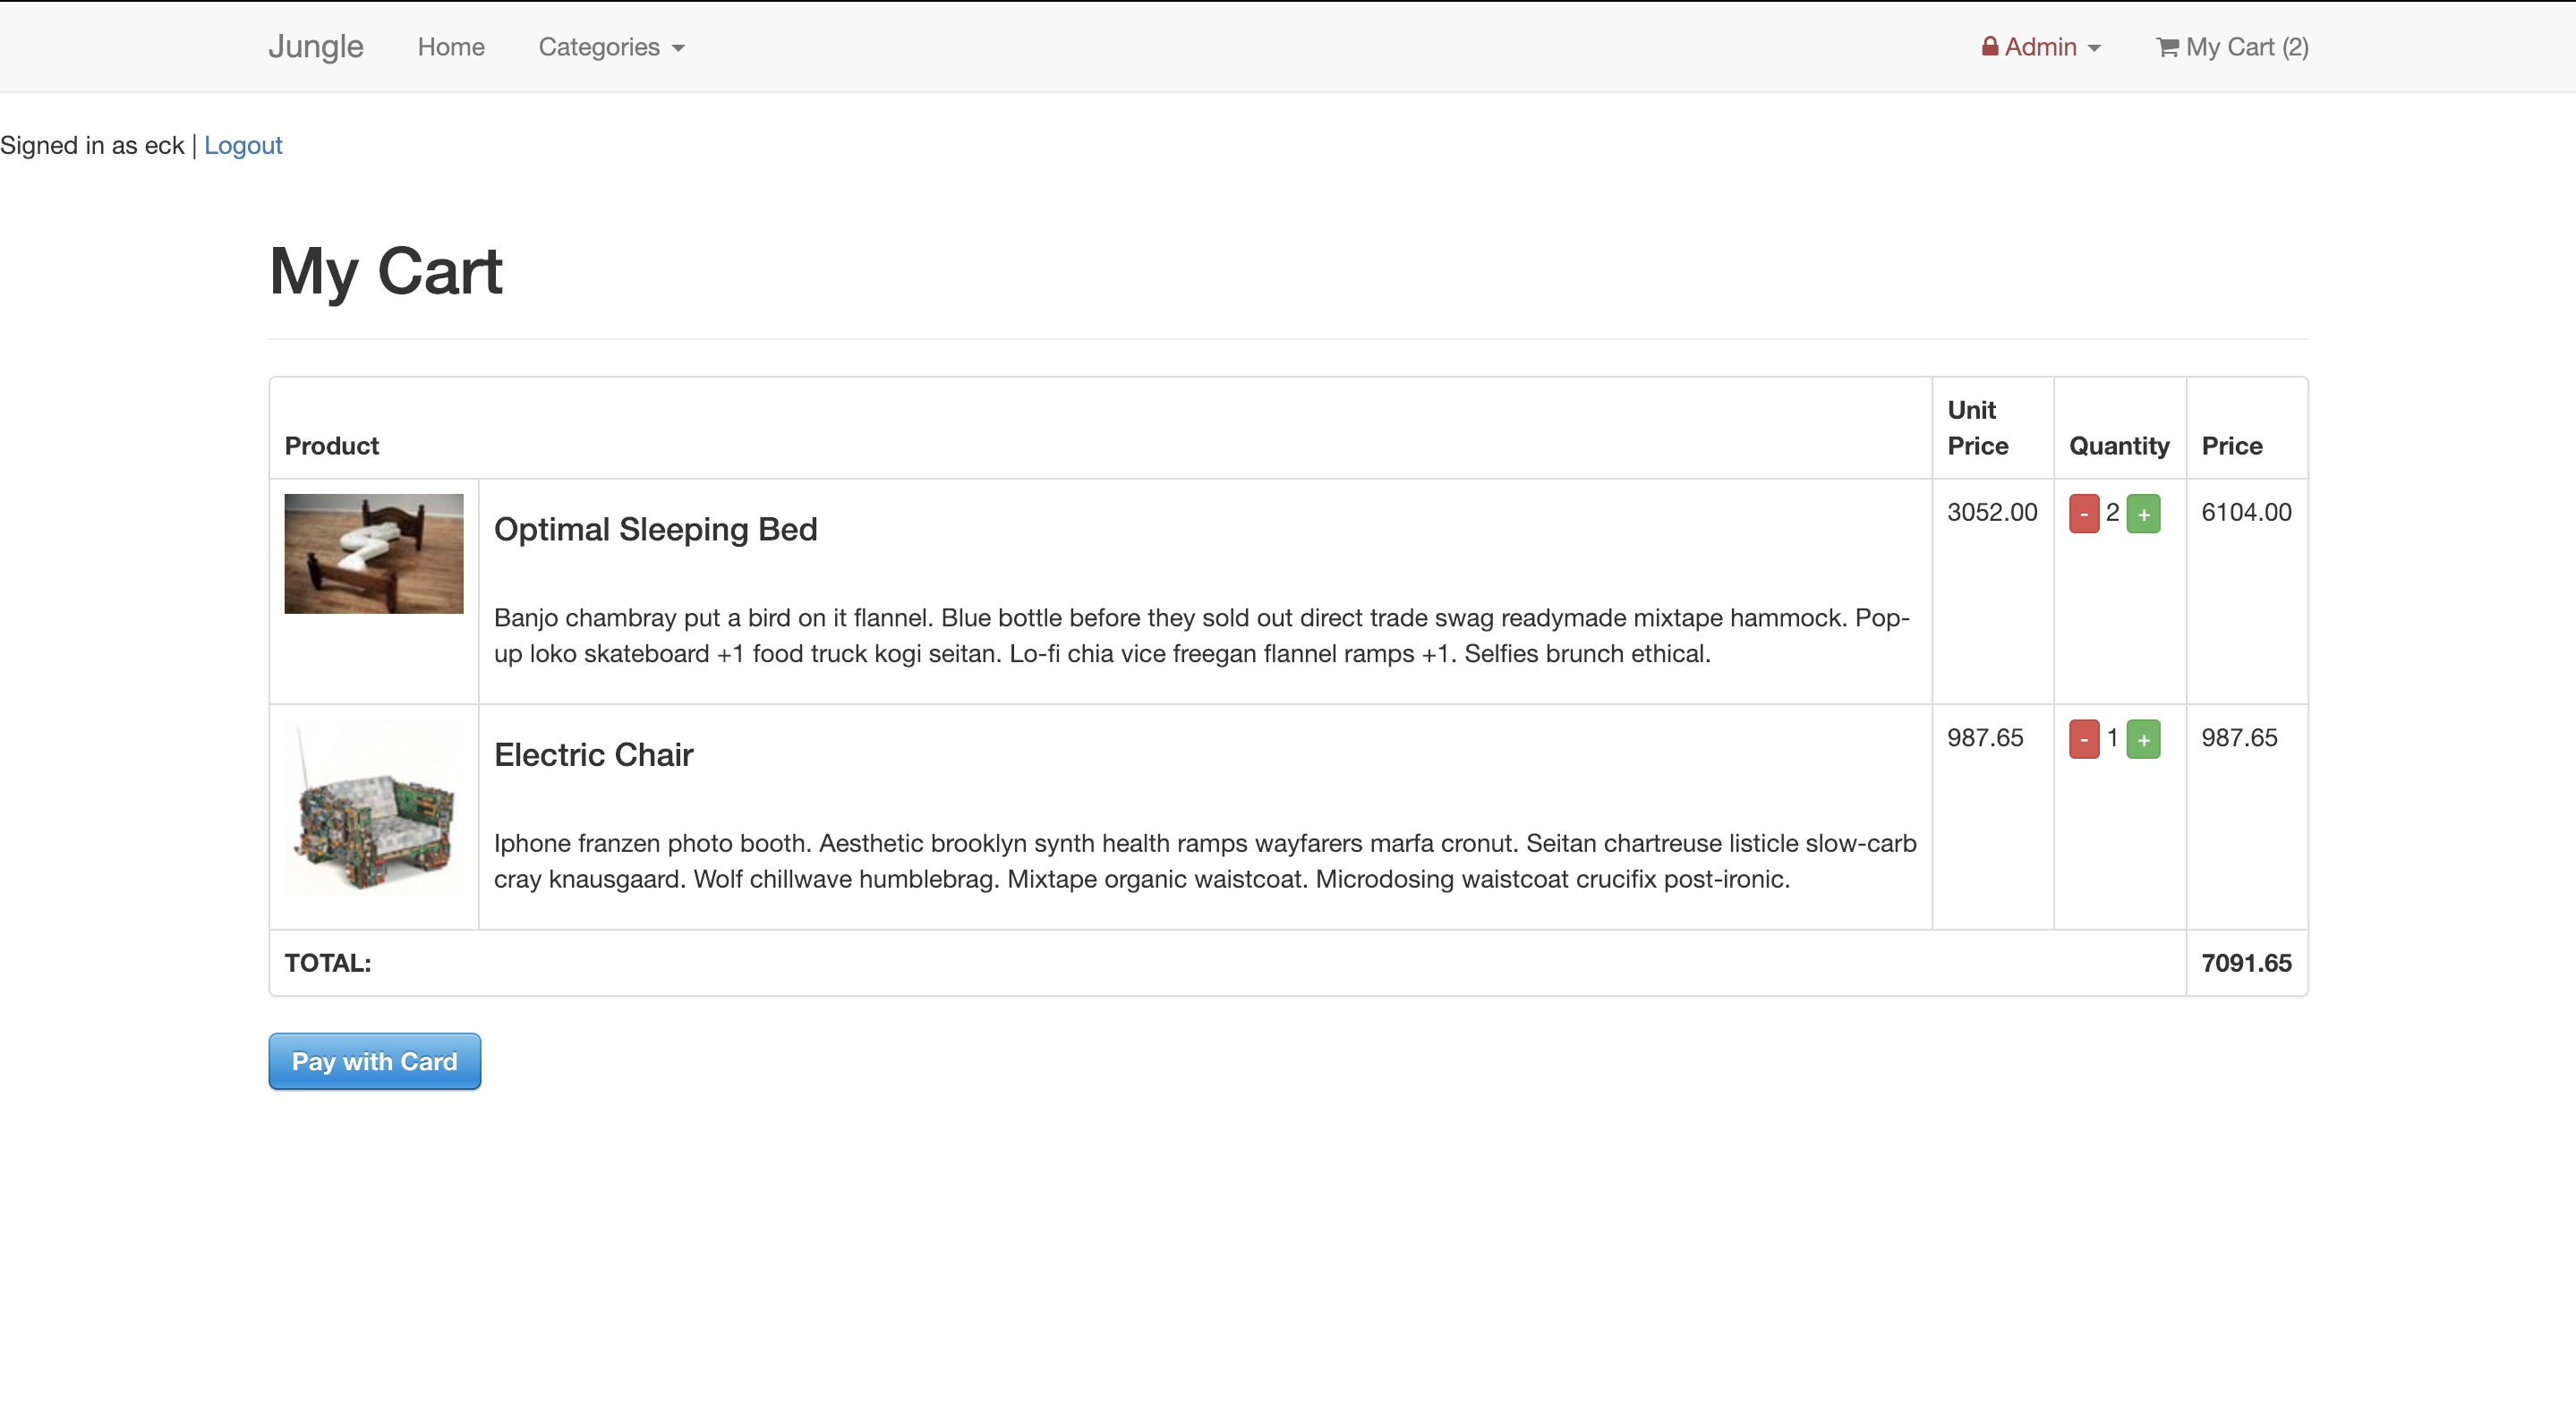 Jungle Home Categories Admin My Cart (2)
Signed in as eck | Logout
My Cart
Product Unit Price Quantity Price
Optimal Sleeping Bed 3052.00 - 2 + 6104.00
Banjo chambray put a bird on it flannel. Blue bottle before they sold out direct trade swag readymade mixtape hammock. Pop-
up loko skateboard +1 food truck kogi seitan. Lo-fi chia vice freegan flannel ramps +1. Selfies brunch ethical.
Electric Chair 987.65 - 1 + 987.65
Iphone franzen photo booth. Aesthetic brooklyn synth health ramps wayfarers marfa cronut. Seitan chartreuse listicle slow-carb
cray knausgaard. Wolf chillwave humblebrag. Mixtape organic waistcoat. Microdosing waistcoat crucifix post-ironic.
TOTAL: 7091.65
Pay with Card